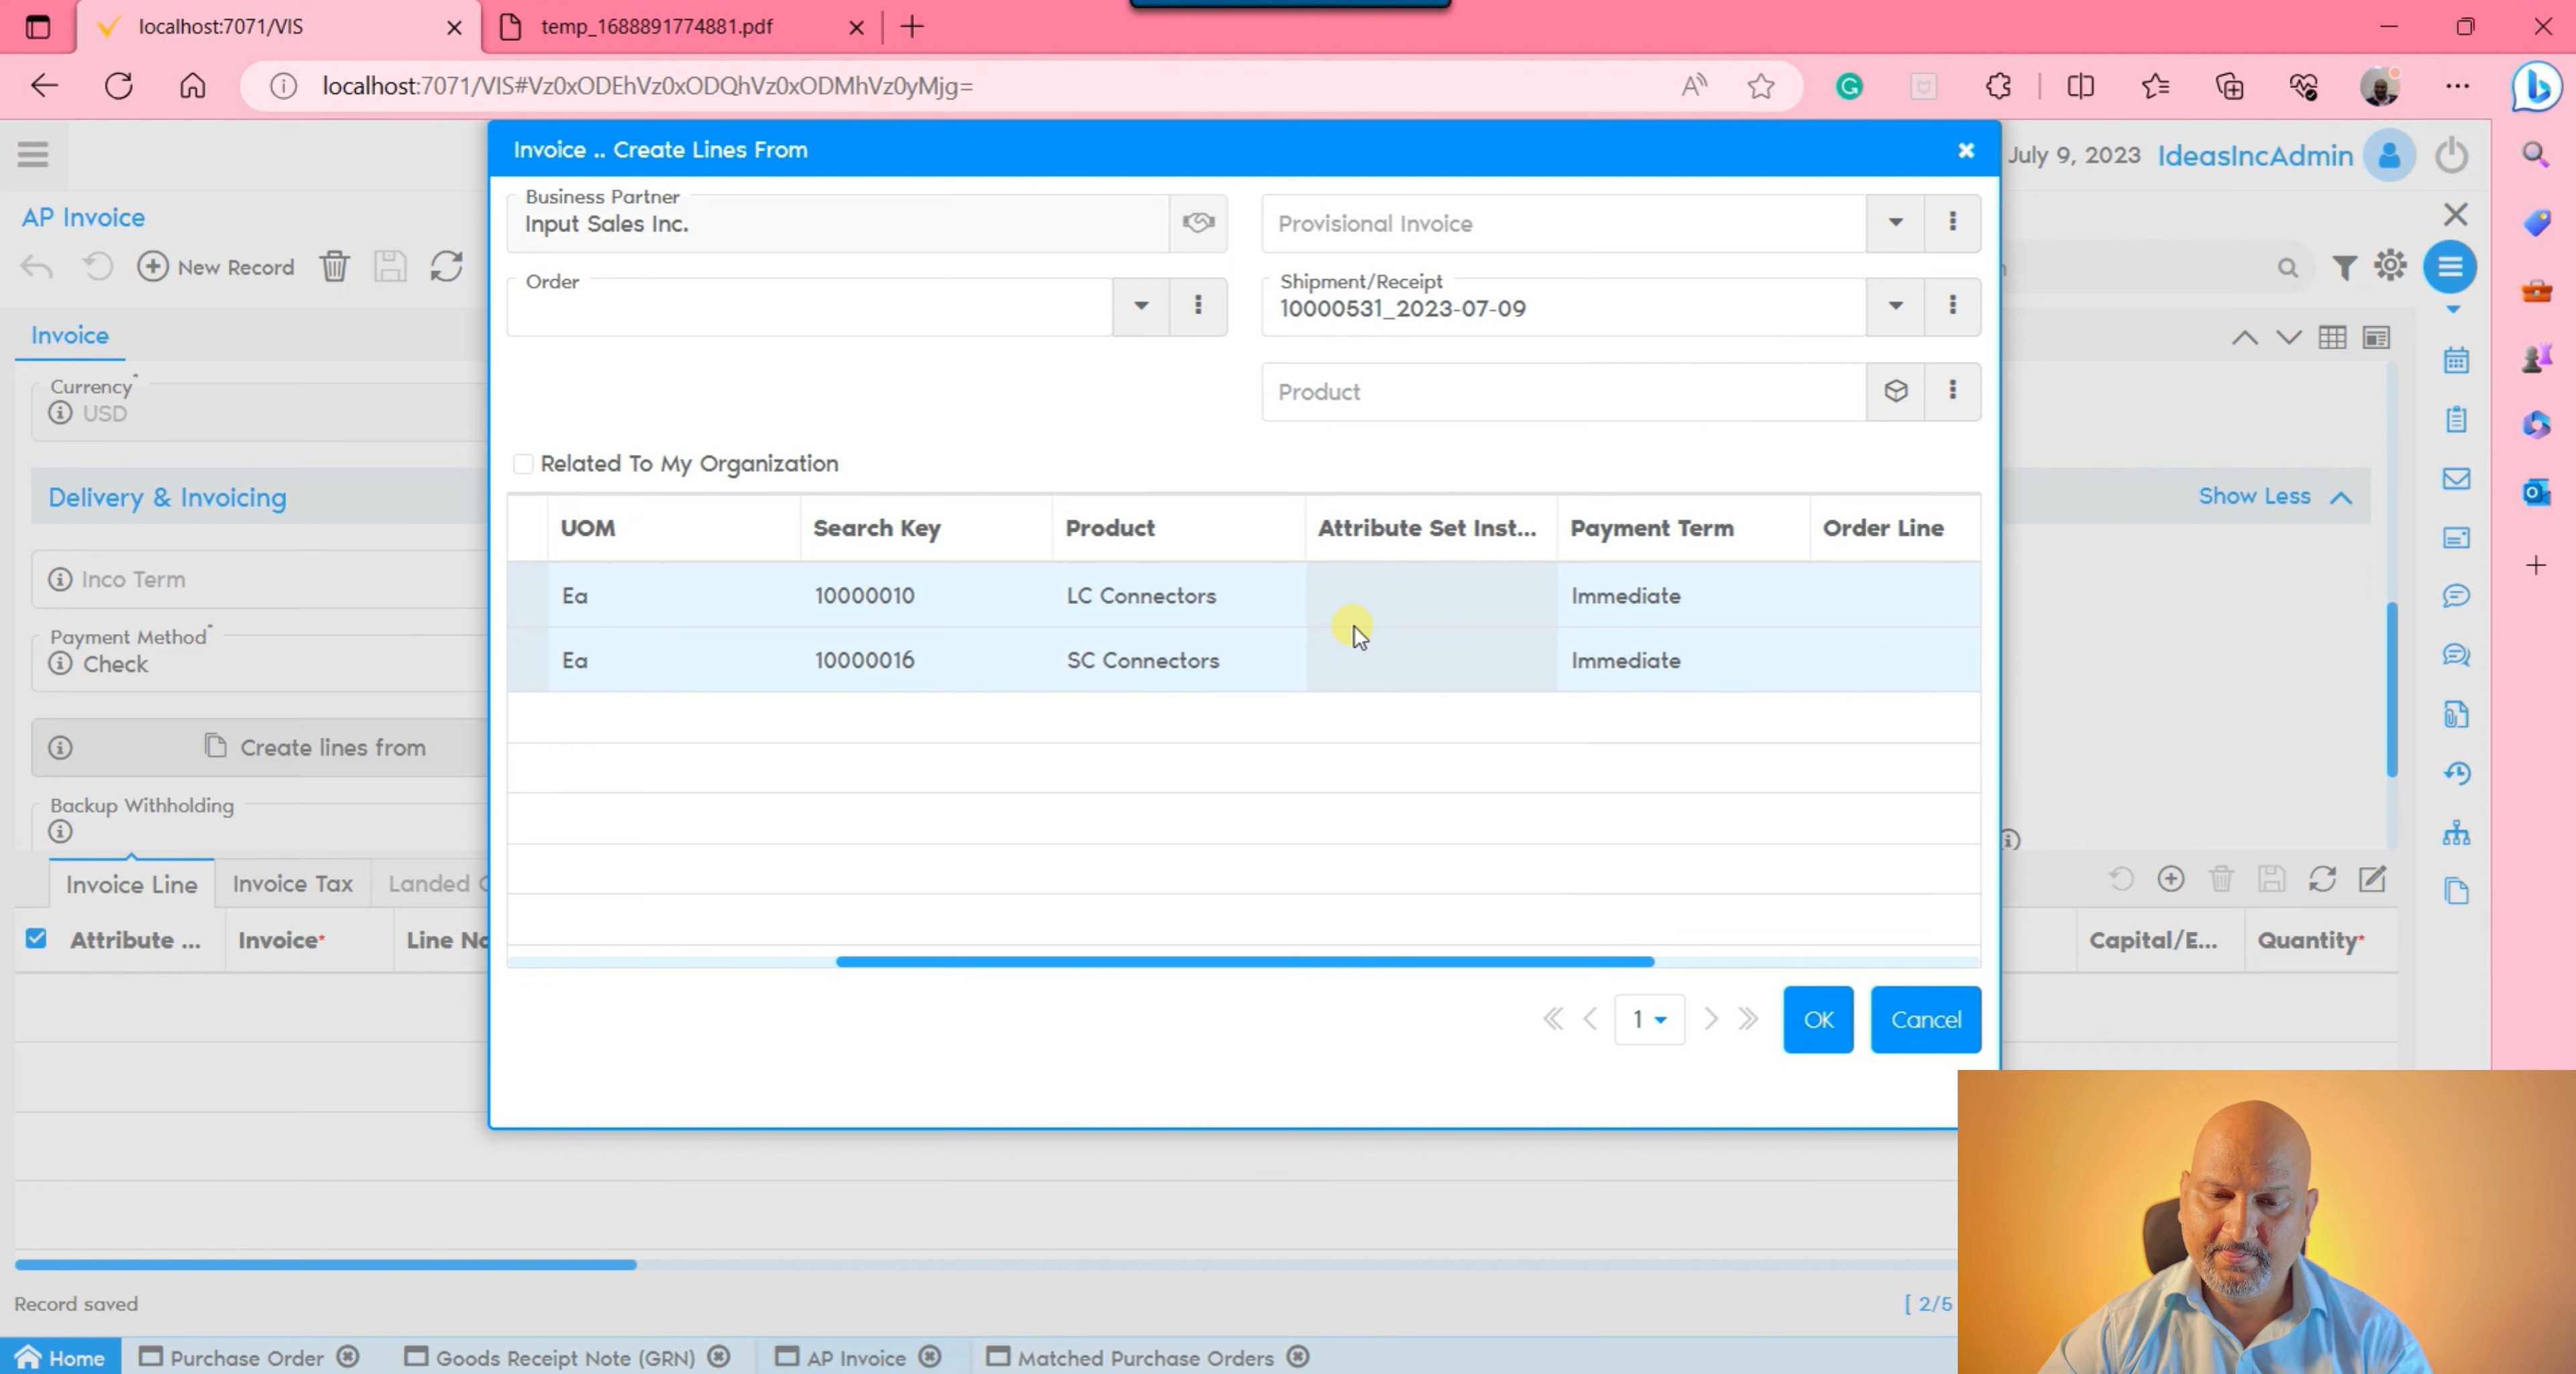 localhost:7071/VIS
temp_1688891774881.pdf
localhost:7071/VIS#Vz0xODEhVz0xODQhVz0xODMhVz0yMjg=
Invoice .. Create Lines From
July 9, 2023 IdeasIncAdmin
AP Invoice
New Record
Business Partner
Input Sales Inc.
Provisional Invoice
Order
Shipment/Receipt
10000531_2023-07-09
Product
Invoice
Currency*
USD
Related To My Organization
Delivery & Invoicing
Show Less
UOM Search Key Product Attribute Set Inst... Payment Term Order Line
Ea 10000010 LC Connectors Immediate
Ea 10000016 SC Connectors Immediate
Inco Term
Payment Method*
Check
Create lines from
Backup Withholding
Invoice Line Invoice Tax Landed
Attribute ... Invoice* Line No Capital/E... Quantity*
1
OK
Cancel
Record saved
[ 2/5
Home Purchase Order Goods Receipt Note (GRN) AP Invoice Matched Purchase Orders